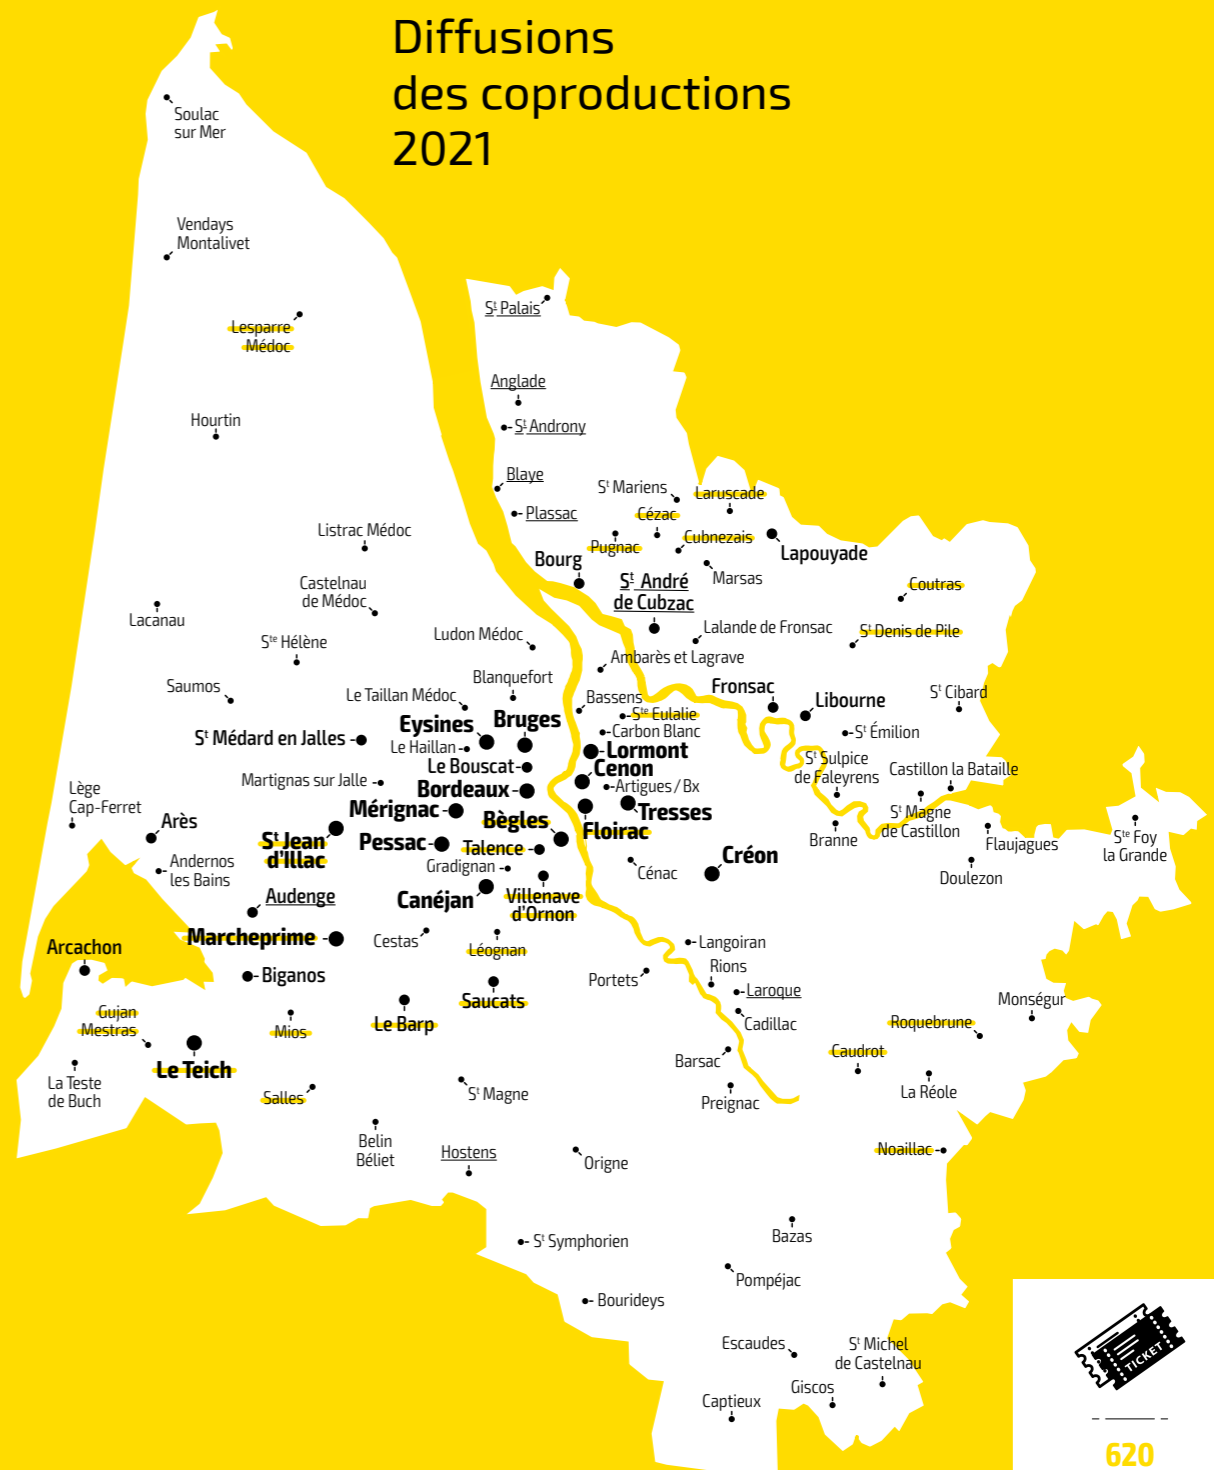 Diffusions
des coproductions
2021
Soulac
sur Mer
Vendays
Montalivet
Lesparre
Médoc
Hourtin
St Palais
Anglade
St Androny
Blaye
Plassac
St Mariens
Laruscade
Cézac
Pugnac
Cubnezais
Lapouyade
Marsas
Bourg
St André
de Cubzac
Coutras
Listrac Médoc
Castelnau
de Médoc
Lacanau
Ste Hélène
Ludon Médoc
Lalande de Fronsac
St Denis de Pile
Ambarès et Lagrave
Saumos
Le Taillan Médoc
Blanquefort
Bassens
Fronsac
Libourne
St Cibard
Ste Eulalie
Carbon Blanc
St Émilion
Eysines
Bruges
St Médard en Jalles
Le Haillan
Lormont
Le Bouscat
Cenon
St Sulpice
de Faleyrens
Castillon la Bataille
Martignas sur Jalle
Bordeaux
Artigues / Bx
Lège
Cap-Ferret
Mérignac
Bègles
Tresses
Floirac
St Magne
de Castillon
Arès
St Jean
d'Illac
Pessac
Talence
Branne
Flaujagues
Ste Foy
la Grande
Andernos
les Bains
Gradignan
Cénac
Créon
Doulezon
Audenge
Canéjan
Villenave
d'Ornon
Marcheprime
Cestas
Léognan
Langoiran
Arcachon
Biganos
Portets
Rions
Laroque
Saucats
Monségur
Gujan
Mestras
Mios
Le Barp
Cadillac
Roquebrune
Caudrot
Le Teich
Barsac
La Teste
de Buch
Salles
St Magne
Preignac
La Réole
Belin
Béliet
Hostens
Origne
Noaillac
St Symphorien
Bazas
Pompéjac
Bourideys
Escaudes
St Michel
de Castelnau
Giscos
Captieux
TICKET
620